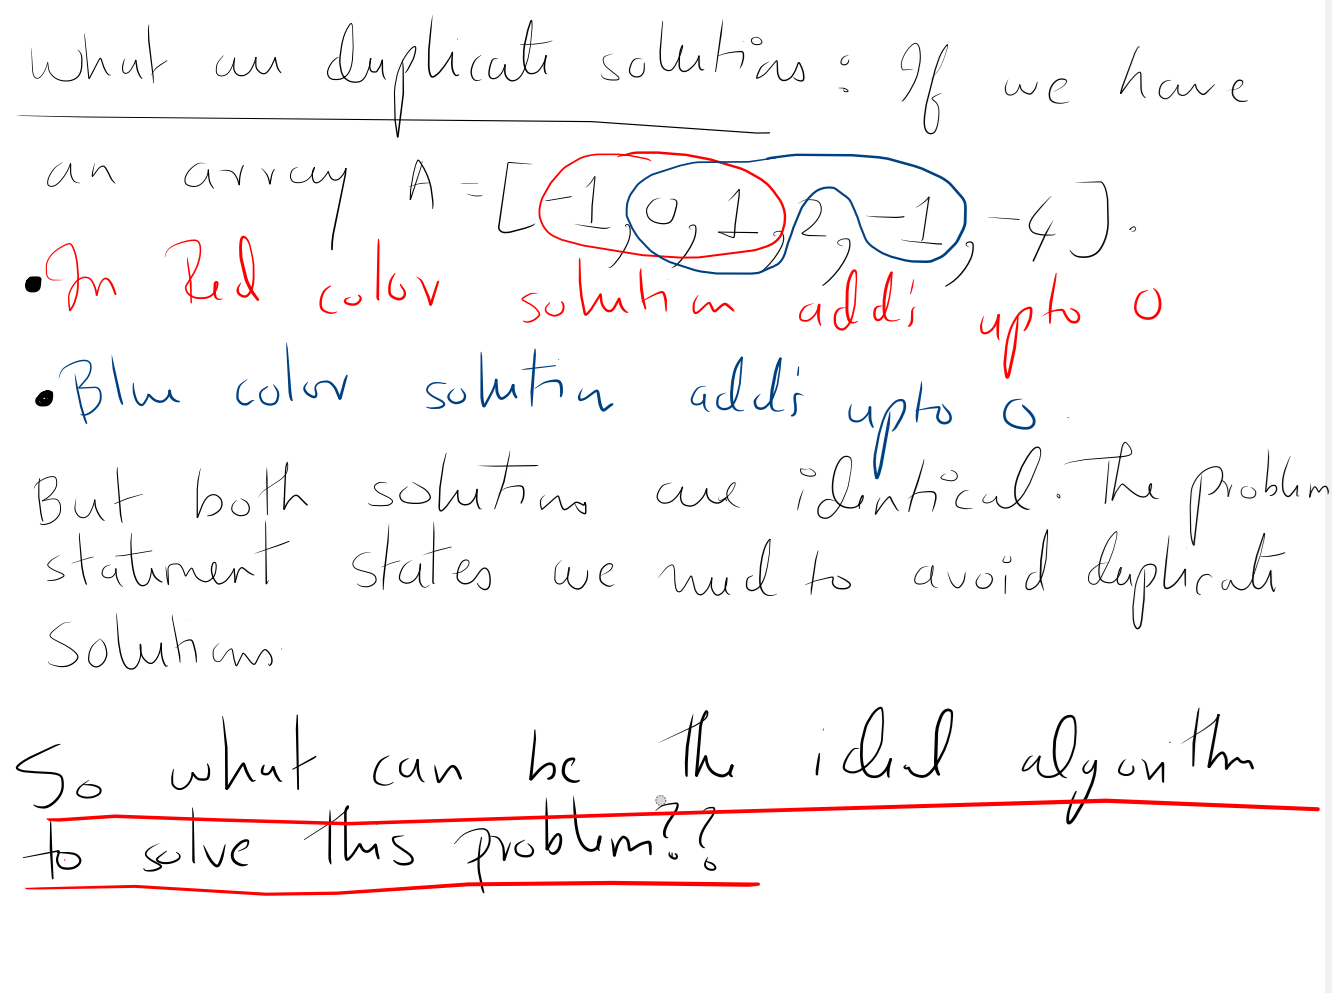 What are duplicate solutions: If we have
an array A = [-1, 0, 1, 2, -1, -4].
• In Red color solution adds upto 0
• Blue color solution adds upto 0.
But both solutions are identical. The problem
statement states we need to avoid duplicate
solutions.
So what can be the ideal algorithm
to solve this problem??